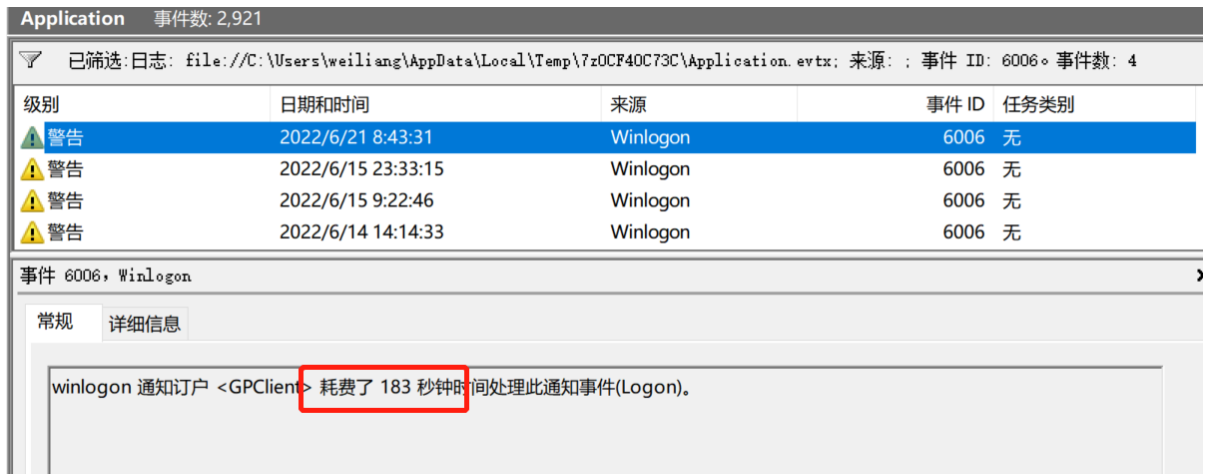 Application 事件数: 2,921
已筛选:日志: file://C:\Users\weiliang\AppData\Local\Temp\7zOCF40C73C\Application.evtx; 来源: ; 事件 ID: 6006。事件数: 4
级别 日期和时间 来源 事件 ID 任务类别
警告 2022/6/21 8:43:31 Winlogon 6006 无
警告 2022/6/15 23:33:15 Winlogon 6006 无
警告 2022/6/15 9:22:46 Winlogon 6006 无
警告 2022/6/14 14:14:33 Winlogon 6006 无
事件 6006，Winlogon
常规 详细信息
winlogon 通知订户 <GPClient> 耗费了 183 秒钟时间处理此通知事件(Logon)。